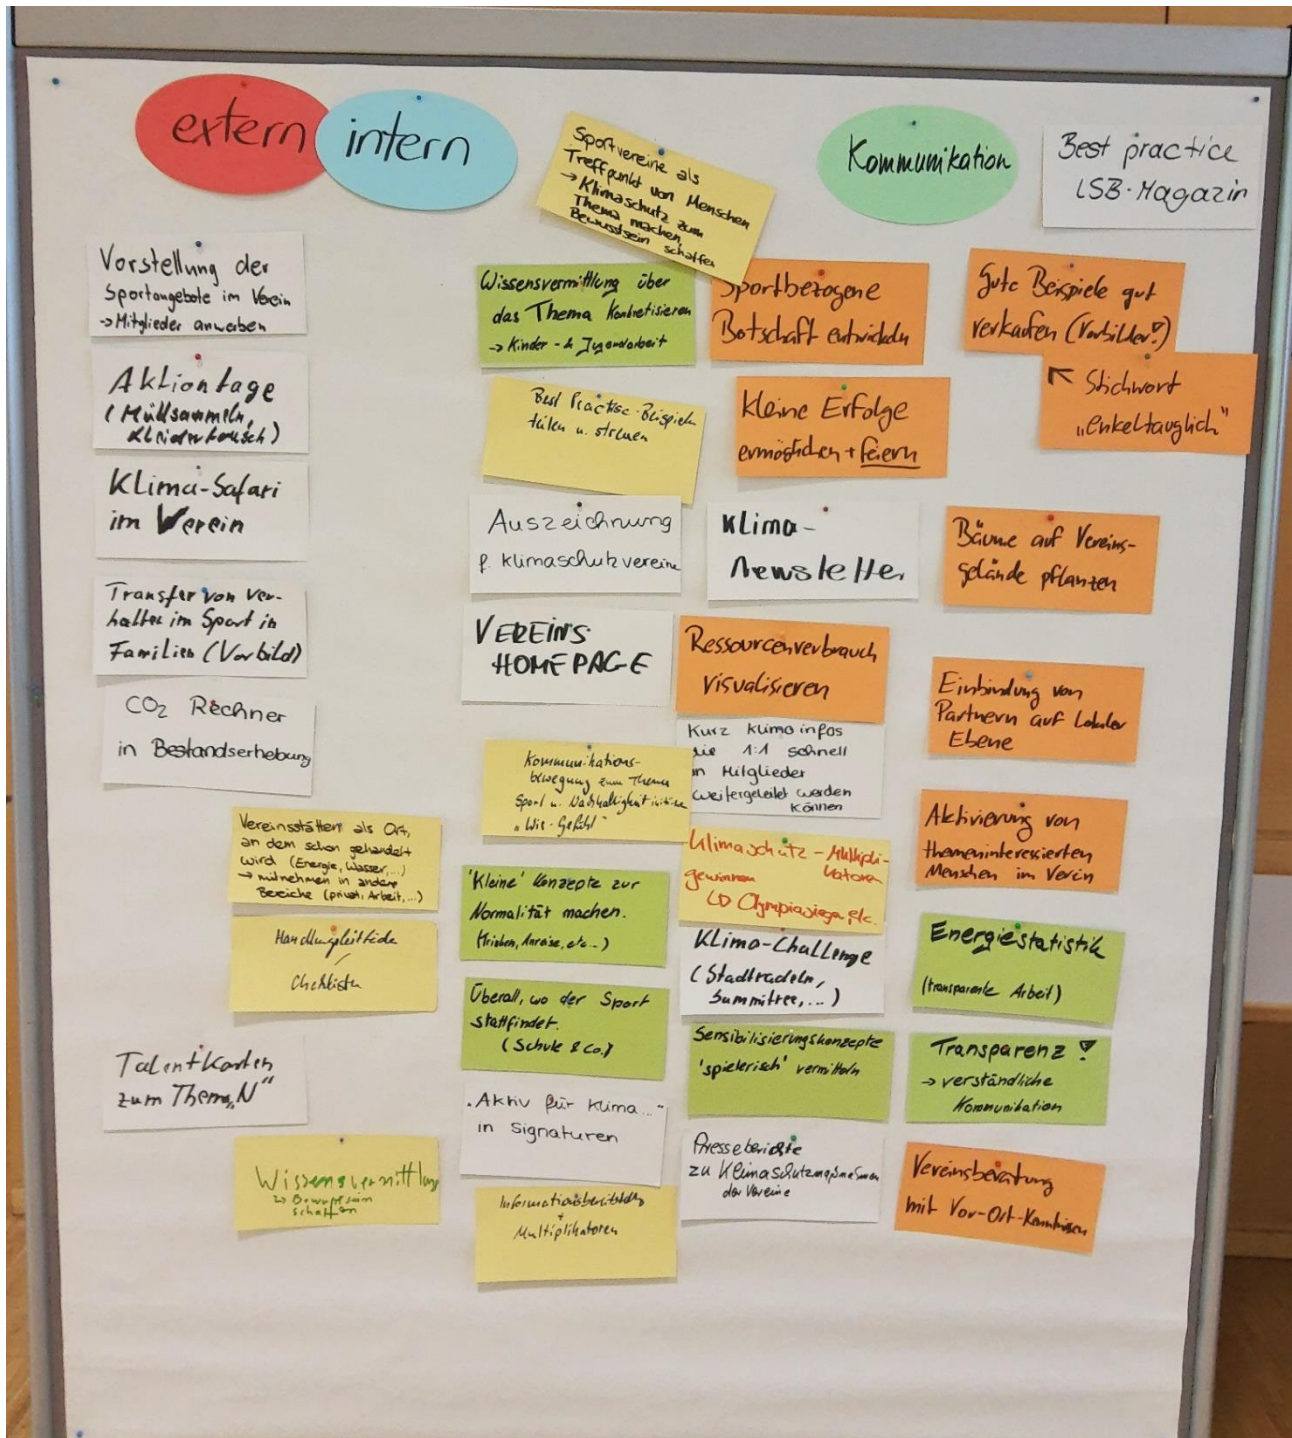 extern
intern
Sportvereine als
Treffpunkt von Menschen
→ Klimaschutz zum
Thema machen,
Bewusstsein schaffen
Kommunikation
Best practice
LSB-Magazin
Vorstellung der
Sportangebote im Verein
→ Mitglieder anwerben
Aktiontage
(Müllsammeln,
Kleidertausch)
Klima-Safari
im Verein
Transfer von Ver-
halten im Sport in
Familien (Vorbild)
CO₂ Rechner
in Bestandserhebung
Vereinsstätten als Ort,
an dem schon gehandelt
wird (Energie, Wasser,...)
→ mitnehmen in andere
Bereiche (privat, Arbeit,...)
Handlungsleitfäde
/
Checklisten
Talentkarten
zum Thema „N“
Wissensvermittlung
→ Bewusstsein
schaffen
Wissensvermittlung über
das Thema konkretisieren
→ Kinder- & Jugendarbeit
Best Practise-Beispiele
teilen u. streuen
Auszeichnung
f. Klimaschutzvereine
VEREINS-
HOMEPAGE
Kommunikations-
bewegung zum Thema
Sport u. Nachhaltigkeit initiieren
„Wir-Gefühl“
'Kleine' Konzepte zur
Normalität machen.
(Trinken, Anreise, etc...)
Überall, wo der Sport
stattfindet.
(Schule & Co.)
„Aktiv für Klima...“
in Signaturen
Informationsbereitstellung
+
Multiplikatoren
Sportbezogene
Botschaft entwickeln
Kleine Erfolge
ermöglichen + feiern
Klima-
Newsletter
Ressourcenverbrauch
visualisieren
Kurz Klimainfos
die 1:1 schnell
an Mitglieder
weitergeleitet werden
können
Klimaschutz-Multipli-
katoren
gewinnen
↳ Olympiasieger, etc.
Klima-Challenge
(Stadtradeln,
Summitree,...)
Sensibilisierungskonzepte
'spielerisch' vermitteln
Presseberichte
zu Klimaschutzmaßnahmen
der Vereine
Gute Beispiele gut
verkaufen (Vorbilder!)
↖ Stichwort
„enkeltauglich“
Bäume auf Vereins-
gelände pflanzen
Einbindung von
Partnern auf lokaler
Ebene
Aktivierung von
themeninteressierten
Menschen im Verein
Energiestatistik
(transparente Arbeit)
Transparenz!
→ verständliche
Kommunikation
Vereinsberatung
mit Vor-Ort-Kenntnissen